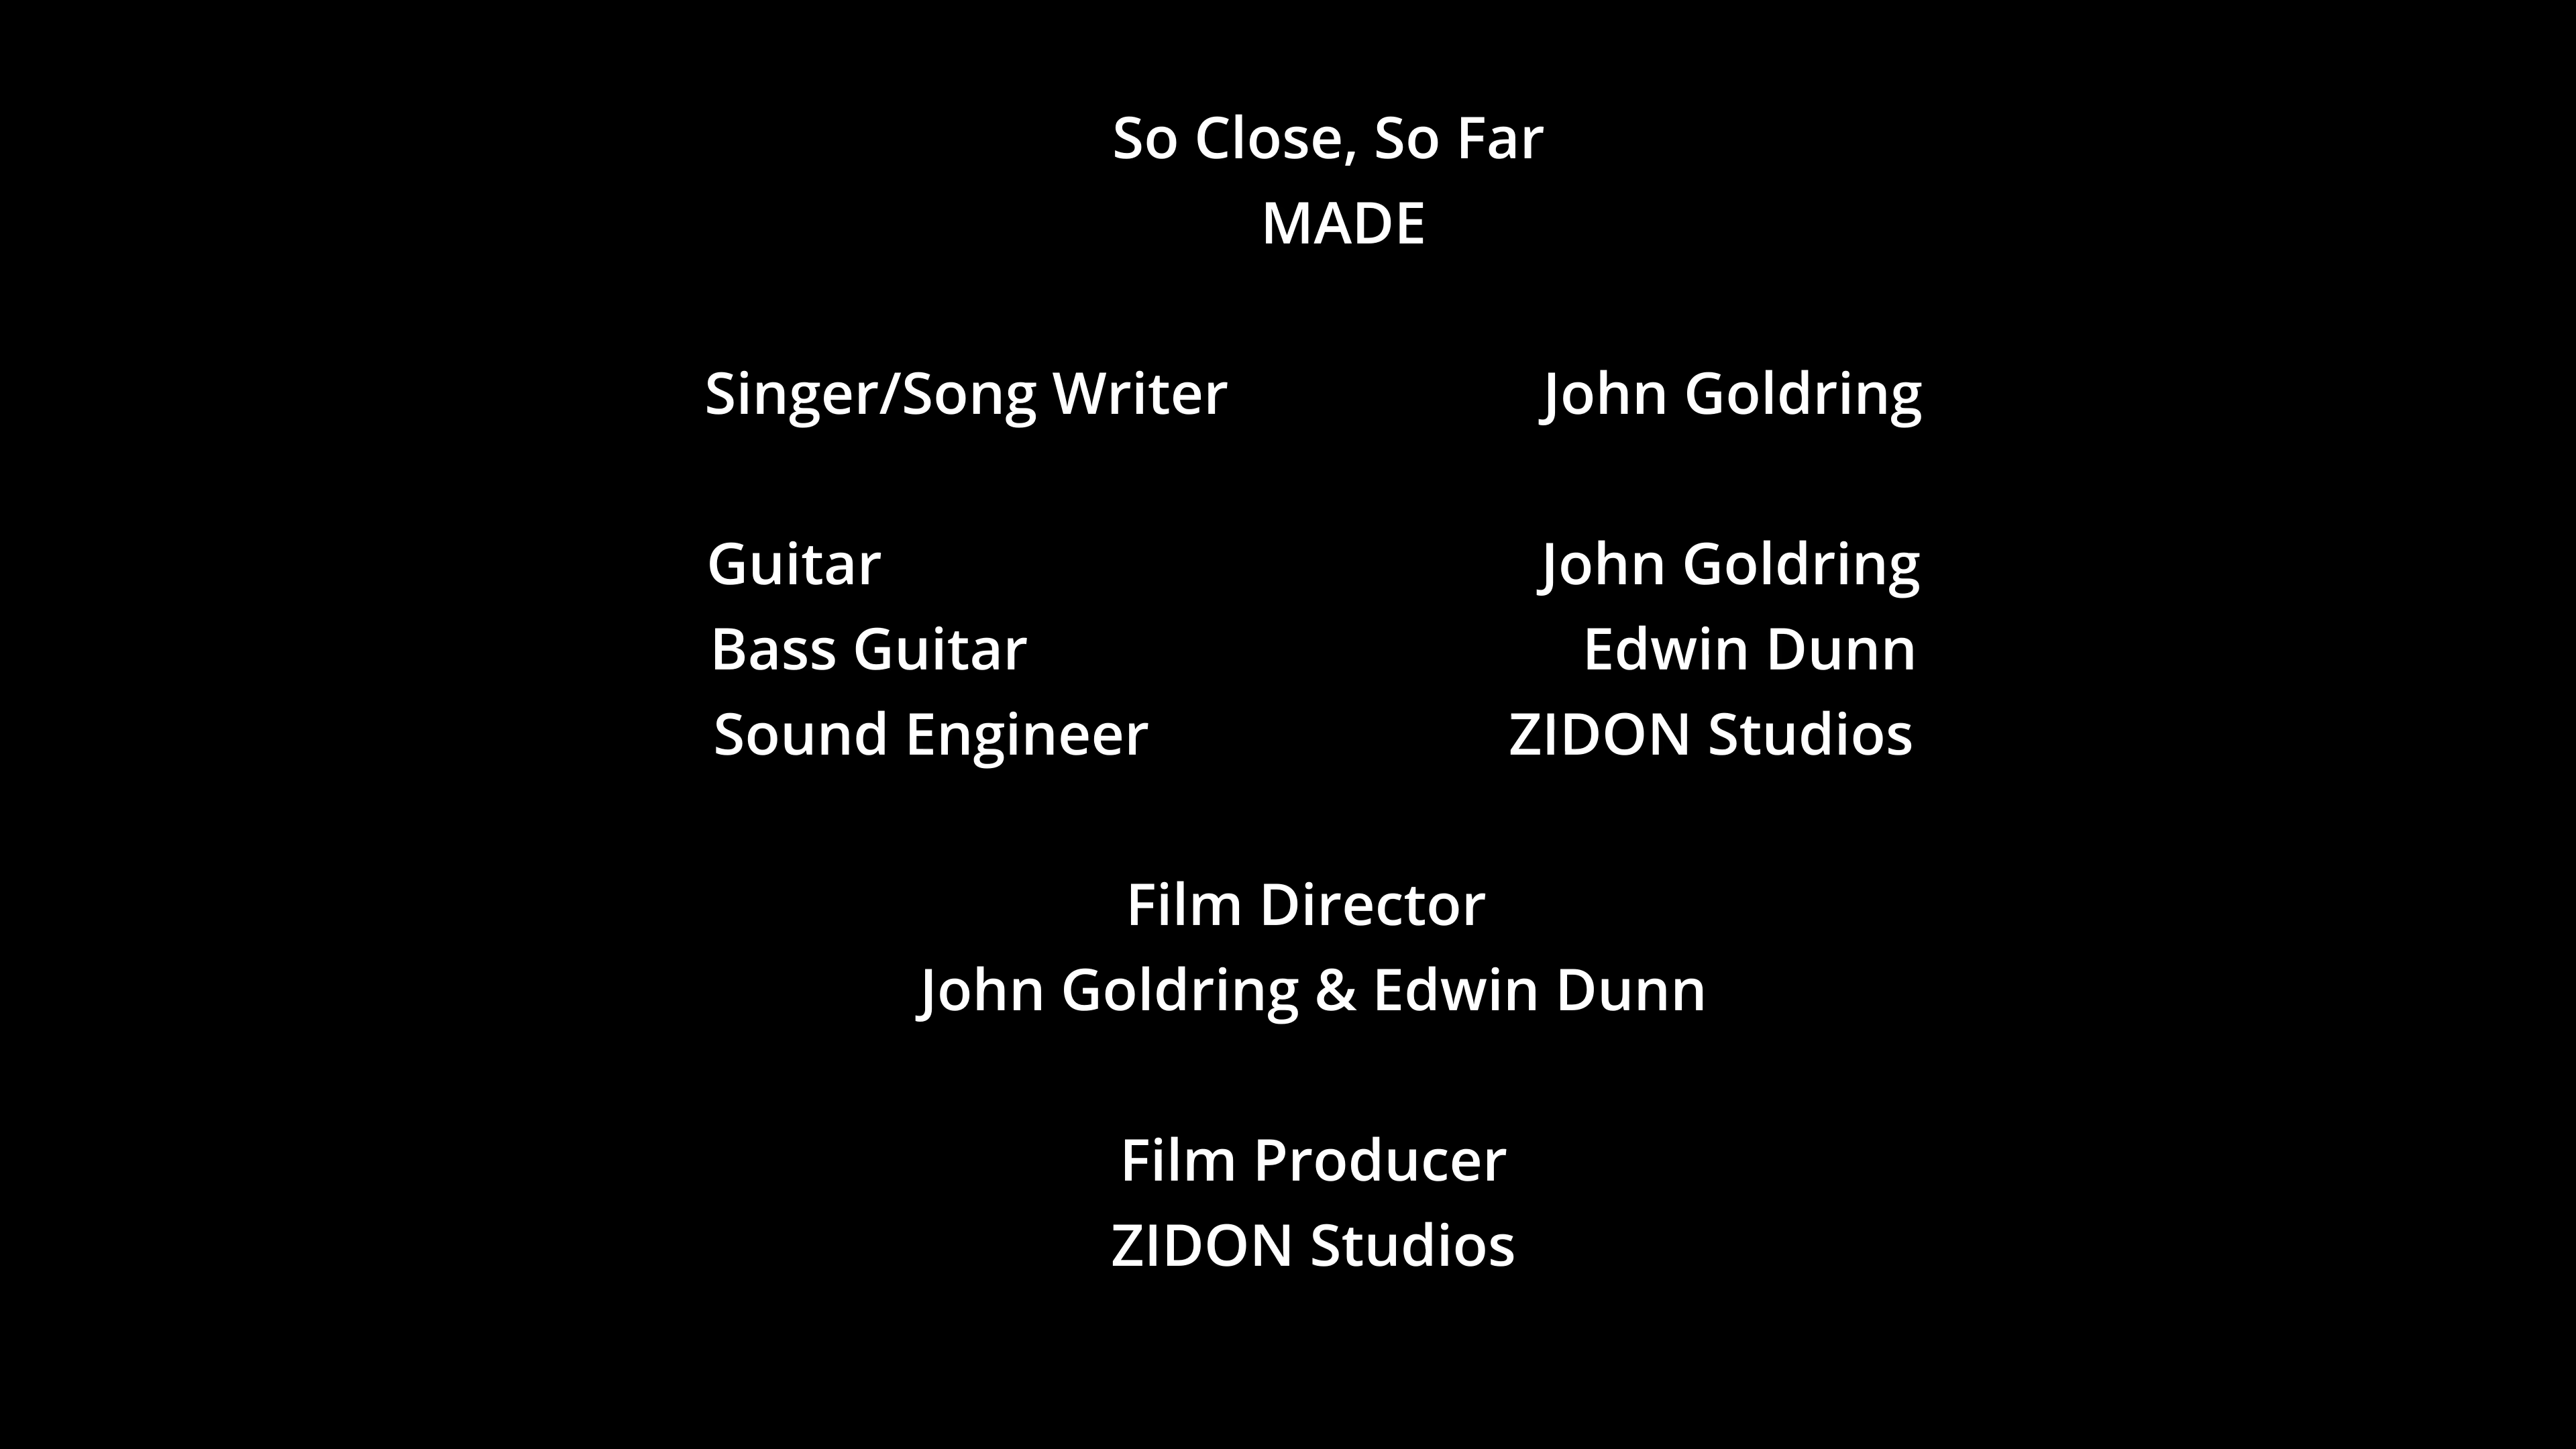 So Close, So Far
MADE
Singer/Song Writer John Goldring
Guitar John Goldring
Bass Guitar Edwin Dunn
Sound Engineer ZIDON Studios
Film Director
John Goldring & Edwin Dunn
Film Producer
ZIDON Studios